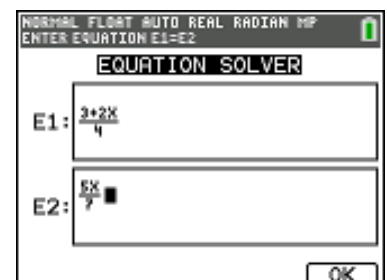 NORMAL FLOAT AUTO REAL RADIAN MP
ENTER EQUATION E1=E2
EQUATION SOLVER
E1: 3+2X
4
E2: 5X
7
OK